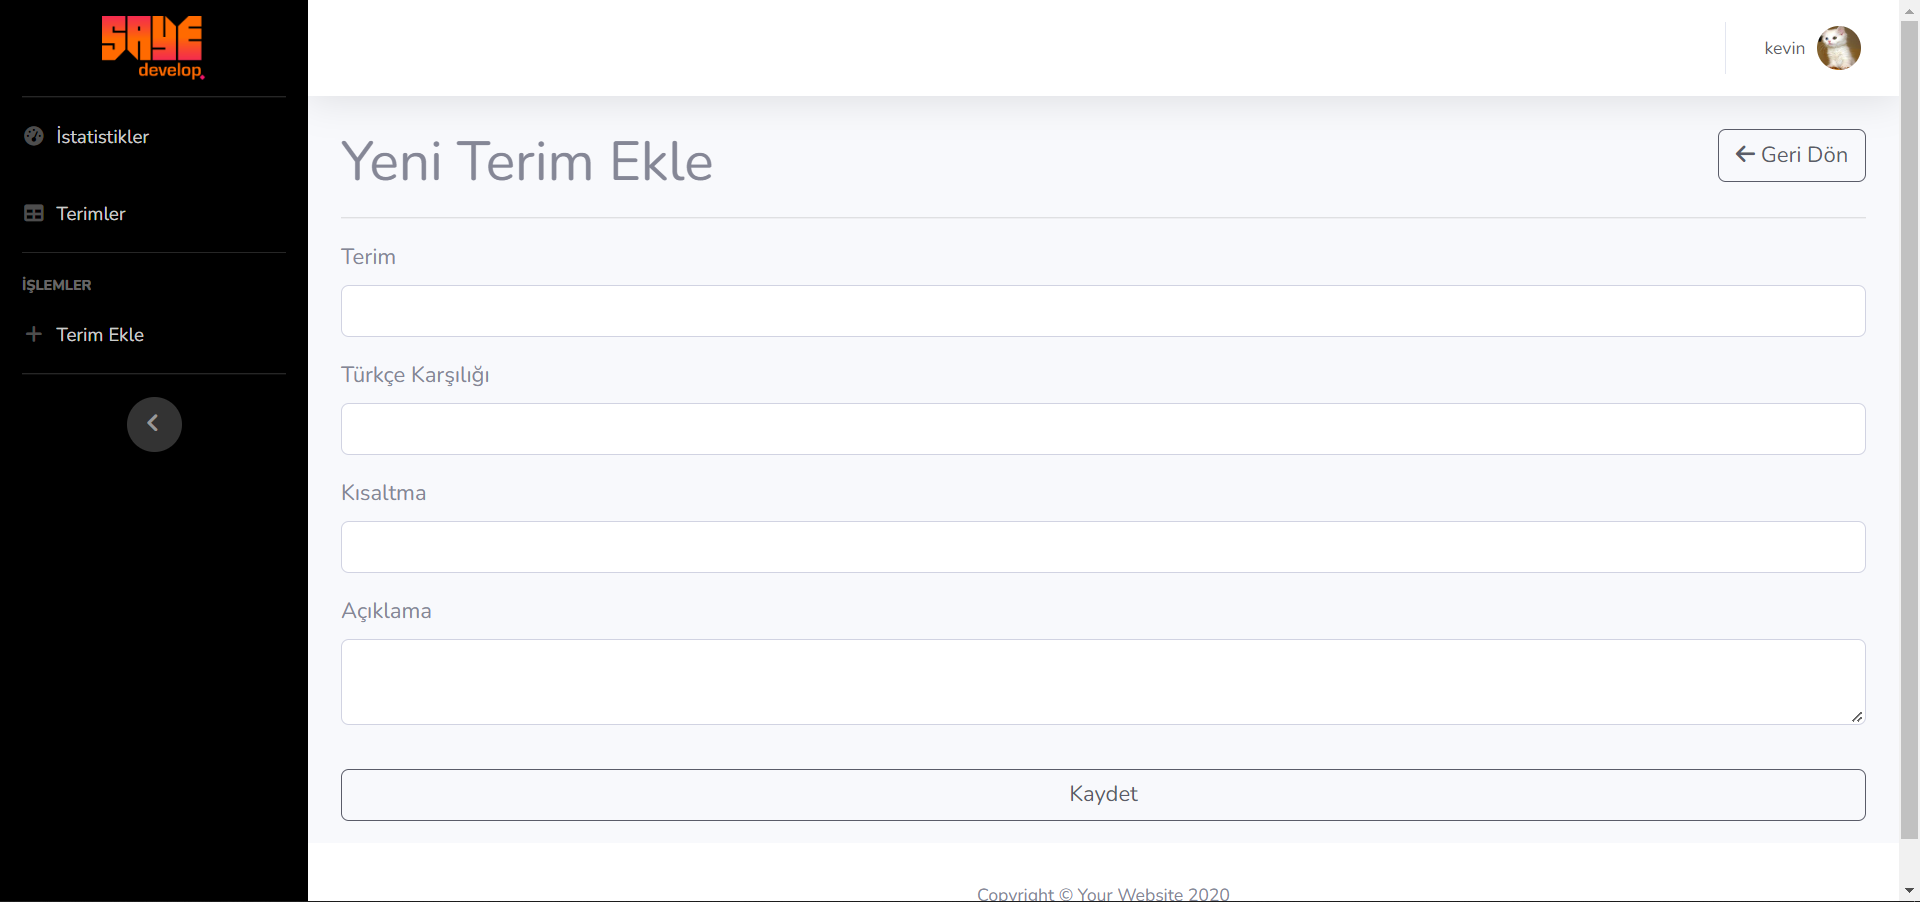 SAYE
develop.
İstatistikler
Terimler
İŞLEMLER
Terim Ekle
kevin
Yeni Terim Ekle
Geri Dön
Terim
Türkçe Karşılığı
Kısaltma
Açıklama
Kaydet
Copyright © Your Website 2020